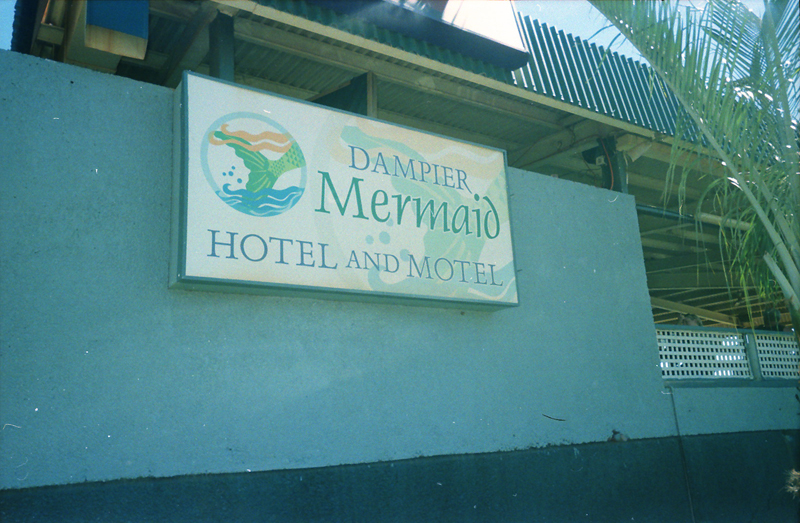 DAMPIER
Mermaid
HOTEL AND MOTEL